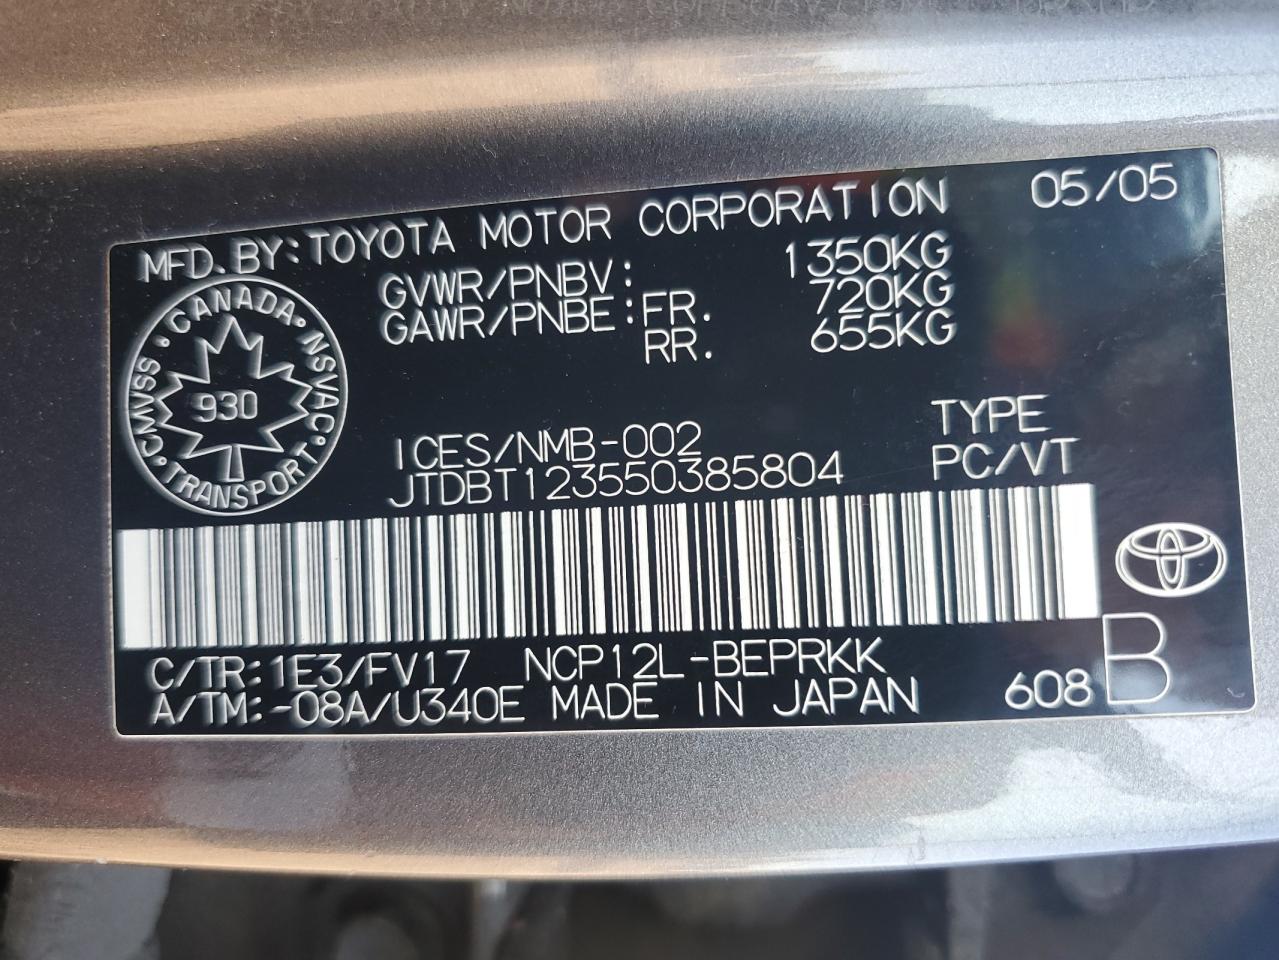 MFD. BY: TOYOTA MOTOR CORPORATION 05/05
GVWR/PNBV: 1350KG
GAWR/PNBE: FR. 720KG
RR. 655KG
CMVSS · CANADA · NSVAC · TRANSPORT ·
930
ICES/NMB-002 TYPE
JTDBT123550385804 PC/VT
C/TR: 1E3/FV17 NCP12L-BEPRKK
A/TM: -08A/U340E MADE IN JAPAN 608 B